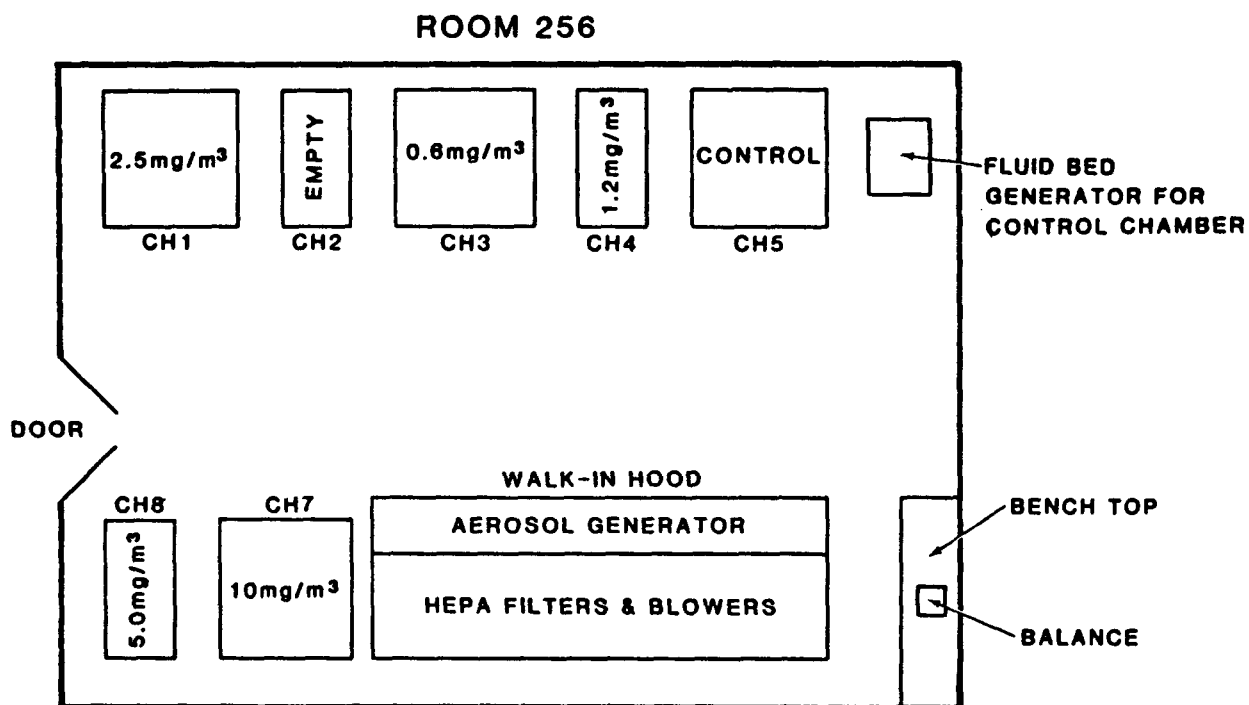 ROOM 256
2.5mg/m³
EMPTY
0.6mg/m³
1.2mg/m³
CONTROL
CH1
CH2
CH3
CH4
CH5
FLUID BED
GENERATOR FOR
CONTROL CHAMBER
DOOR
CH8
CH7
WALK-IN HOOD
5.0mg/m³
10mg/m³
AEROSOL GENERATOR
HEPA FILTERS & BLOWERS
BENCH TOP
BALANCE